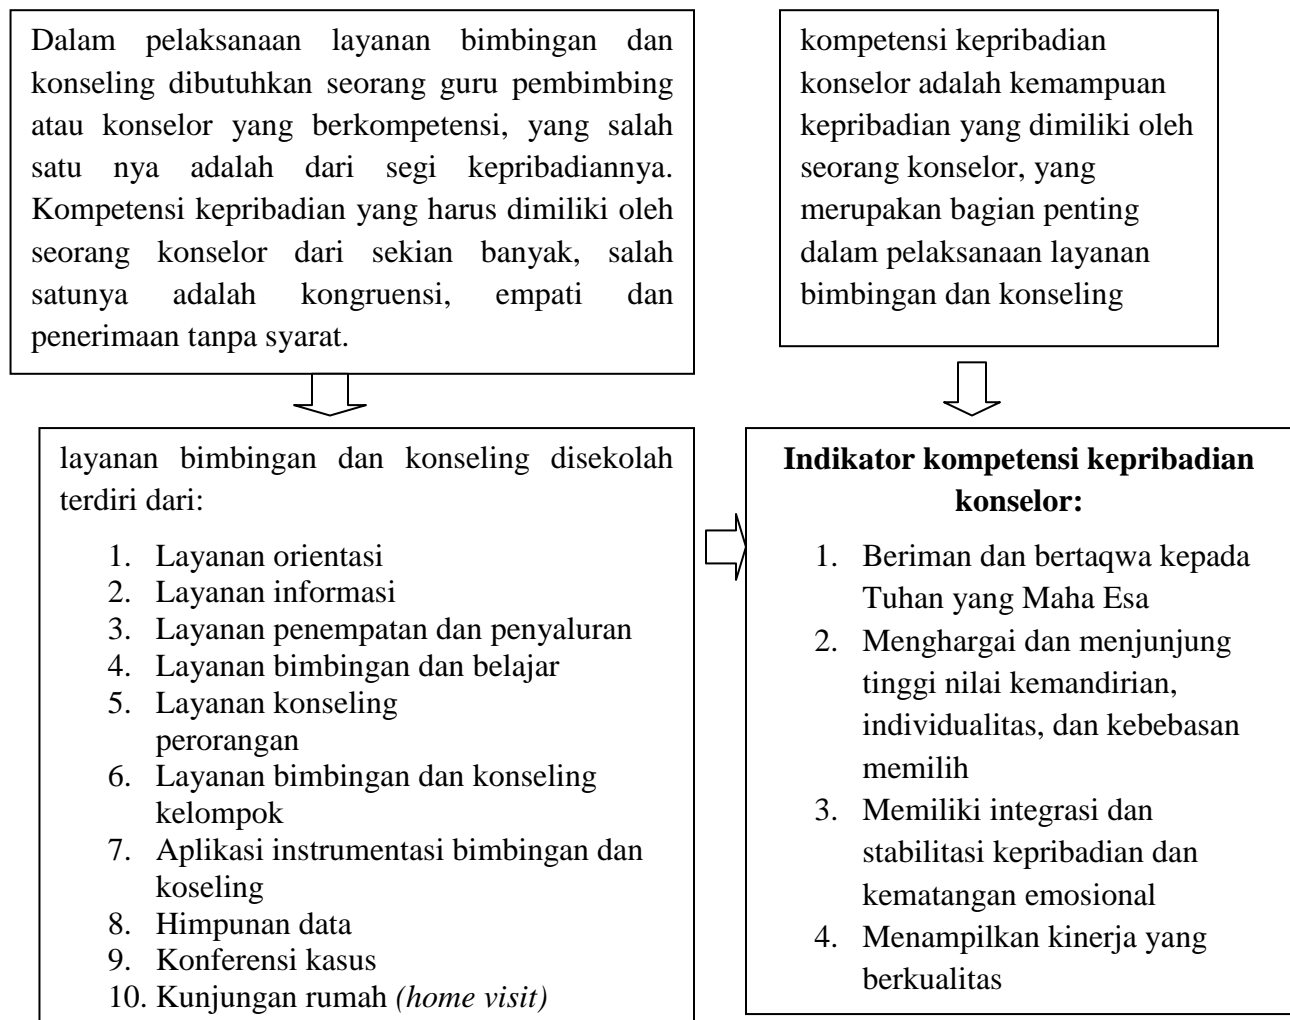 Dalam pelaksanaan layanan bimbingan dan
konseling dibutuhkan seorang guru pembimbing
atau konselor yang berkompetensi, yang salah
satu nya adalah dari segi kepribadiannya.
Kompetensi kepribadian yang harus dimiliki oleh
seorang konselor dari sekian banyak, salah
satunya adalah kongruensi, empati dan
penerimaan tanpa syarat.
kompetensi kepribadian
konselor adalah kemampuan
kepribadian yang dimiliki oleh
seorang konselor, yang
merupakan bagian penting
dalam pelaksanaan layanan
bimbingan dan konseling
layanan bimbingan dan konseling disekolah
terdiri dari:
1. Layanan orientasi
2. Layanan informasi
3. Layanan penempatan dan penyaluran
4. Layanan bimbingan dan belajar
5. Layanan konseling
perorangan
6. Layanan bimbingan dan konseling
kelompok
7. Aplikasi instrumentasi bimbingan dan
koseling
8. Himpunan data
9. Konferensi kasus
10. Kunjungan rumah (home visit)
Indikator kompetensi kepribadian
konselor:
1. Beriman dan bertaqwa kepada
Tuhan yang Maha Esa
2. Menghargai dan menjunjung
tinggi nilai kemandirian,
individualitas, dan kebebasan
memilih
3. Memiliki integrasi dan
stabilitasi kepribadian dan
kematangan emosional
4. Menampilkan kinerja yang
berkualitas